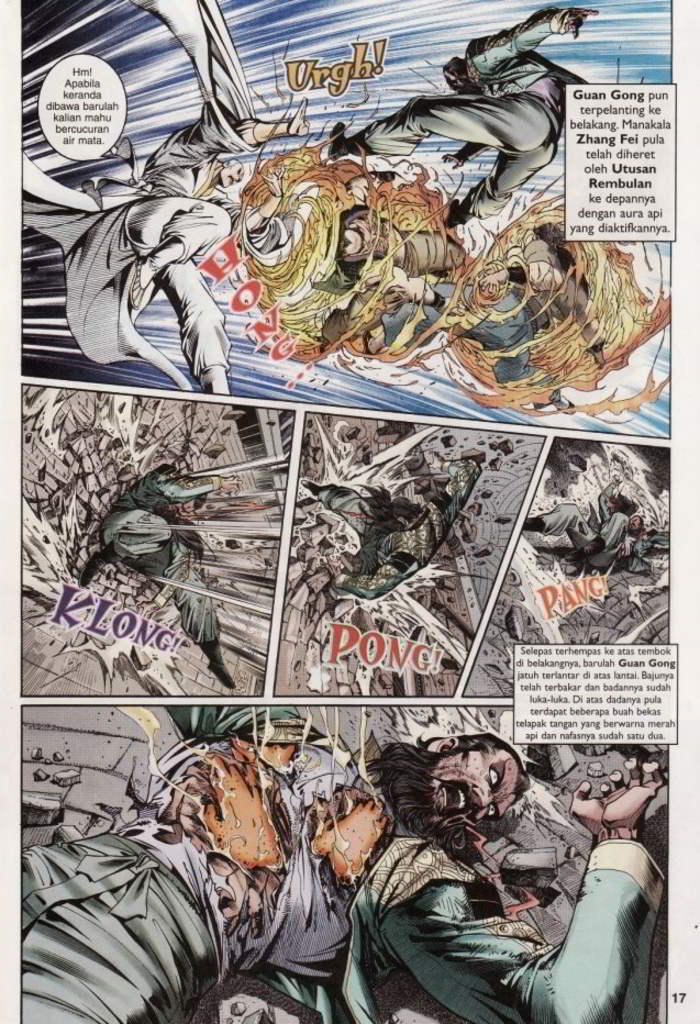 Hm!
Apabila
keranda
dibawa barulah
kalian mahu
bercucuran
air mata.
Urgh!
Guan Gong pun
terpelanting ke
belakang. Manakala
Zhang Fei pula
telah diheret
oleh Utusan
Rembulan
ke depannya
dengan aura api
yang diaktifkannya.
HONG...
KLONG!
PONG!
PANG!
Selepas terhempas ke atas tembok
di belakangnya, barulah Guan Gong
jatuh terlantar di atas lantai. Bajunya
telah terbakar dan badannya sudah
luka-luka. Di atas dadanya pula
terdapat beberapa buah bekas
telapak tangan yang berwarna merah
api dan nafasnya sudah satu dua.
17